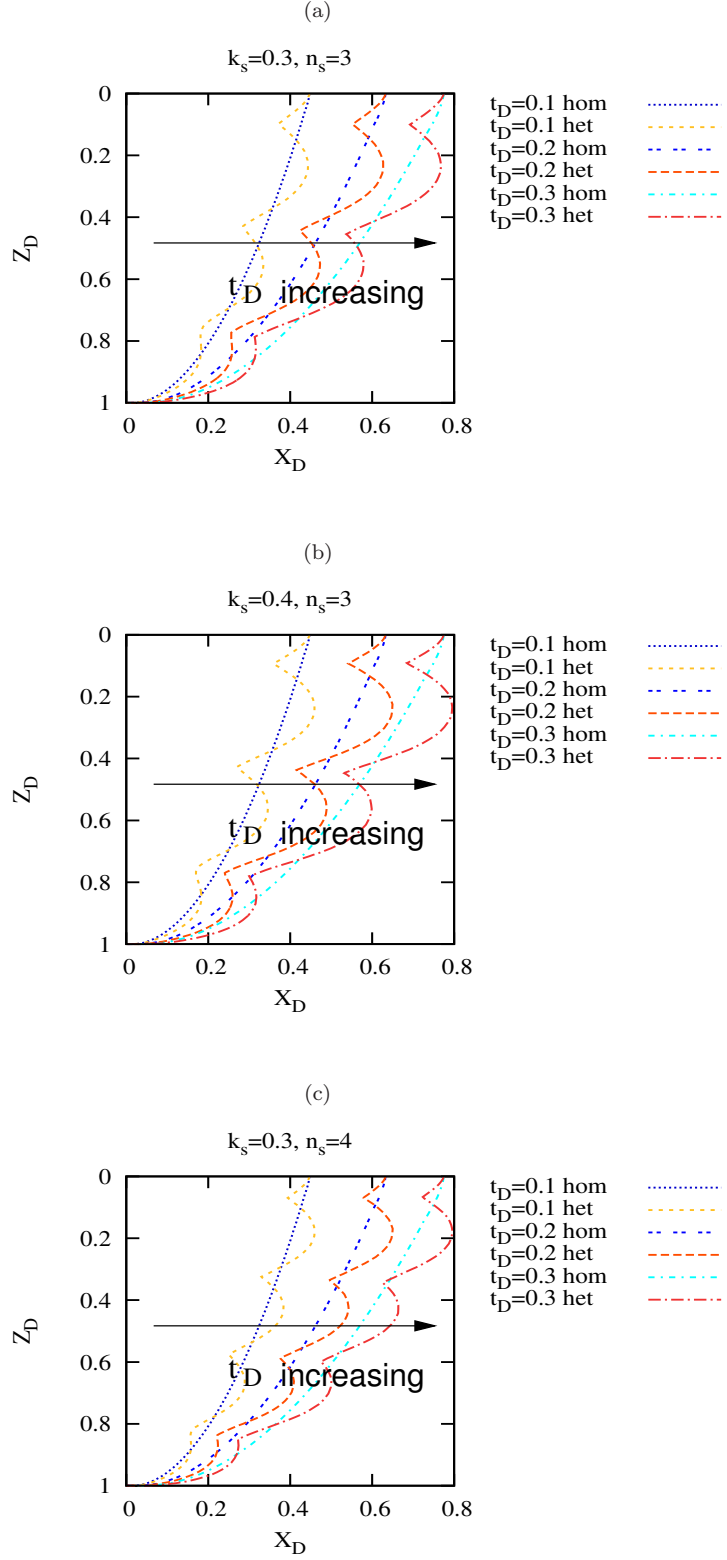 (a)
k_s=0.3, n_s=3
0
0.2
0.4
0.6
0.8
1
Z_D
0 0.2 0.4 0.6 0.8
X_D
t_D=0.1 hom
t_D=0.1 het
t_D=0.2 hom
t_D=0.2 het
t_D=0.3 hom
t_D=0.3 het
t_D increasing
(b)
k_s=0.4, n_s=3
0
0.2
0.4
0.6
0.8
1
Z_D
0 0.2 0.4 0.6 0.8
X_D
t_D=0.1 hom
t_D=0.1 het
t_D=0.2 hom
t_D=0.2 het
t_D=0.3 hom
t_D=0.3 het
t_D increasing
(c)
k_s=0.3, n_s=4
0
0.2
0.4
0.6
0.8
1
Z_D
0 0.2 0.4 0.6 0.8
X_D
t_D=0.1 hom
t_D=0.1 het
t_D=0.2 hom
t_D=0.2 het
t_D=0.3 hom
t_D=0.3 het
t_D increasing